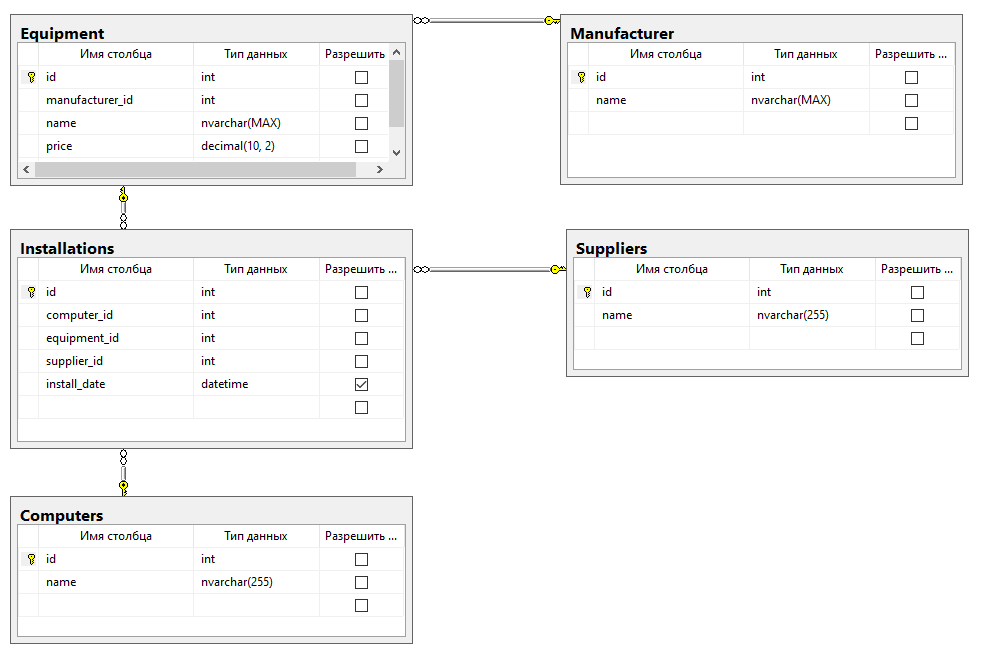 Equipment
Имя столбца Тип данных Разрешить
id int
manufacturer_id int
name nvarchar(MAX)
price decimal(10, 2)
Manufacturer
Имя столбца Тип данных Разрешить ...
id int
name nvarchar(MAX)
Installations
Имя столбца Тип данных Разрешить ...
id int
computer_id int
equipment_id int
supplier_id int
install_date datetime
Suppliers
Имя столбца Тип данных Разрешить ...
id int
name nvarchar(255)
Computers
Имя столбца Тип данных Разрешить ...
id int
name nvarchar(255)